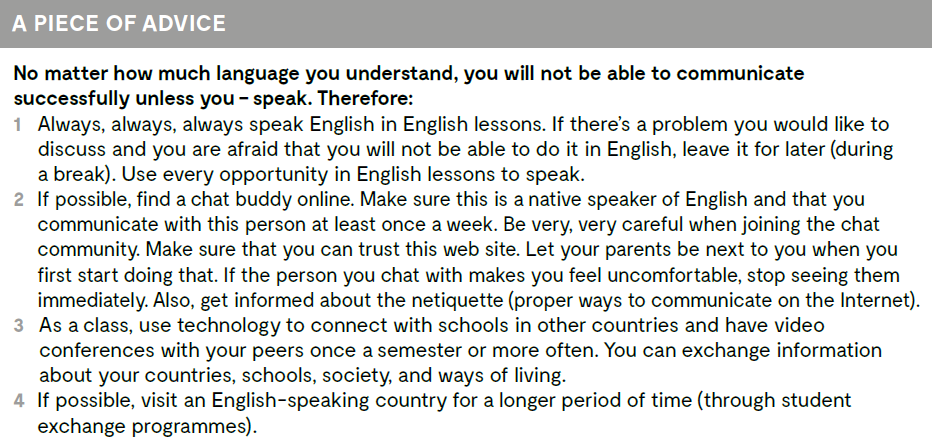 A PIECE OF ADVICE
No matter how much language you understand, you will not be able to communicate
successfully unless you – speak. Therefore:
1 Always, always, always speak English in English lessons. If there's a problem you would like to
discuss and you are afraid that you will not be able to do it in English, leave it for later (during
a break). Use every opportunity in English lessons to speak.
2 If possible, find a chat buddy online. Make sure this is a native speaker of English and that you
communicate with this person at least once a week. Be very, very careful when joining the chat
community. Make sure that you can trust this web site. Let your parents be next to you when you
first start doing that. If the person you chat with makes you feel uncomfortable, stop seeing them
immediately. Also, get informed about the netiquette (proper ways to communicate on the Internet).
3 As a class, use technology to connect with schools in other countries and have video
conferences with your peers once a semester or more often. You can exchange information
about your countries, schools, society, and ways of living.
4 If possible, visit an English-speaking country for a longer period of time (through student
exchange programmes).